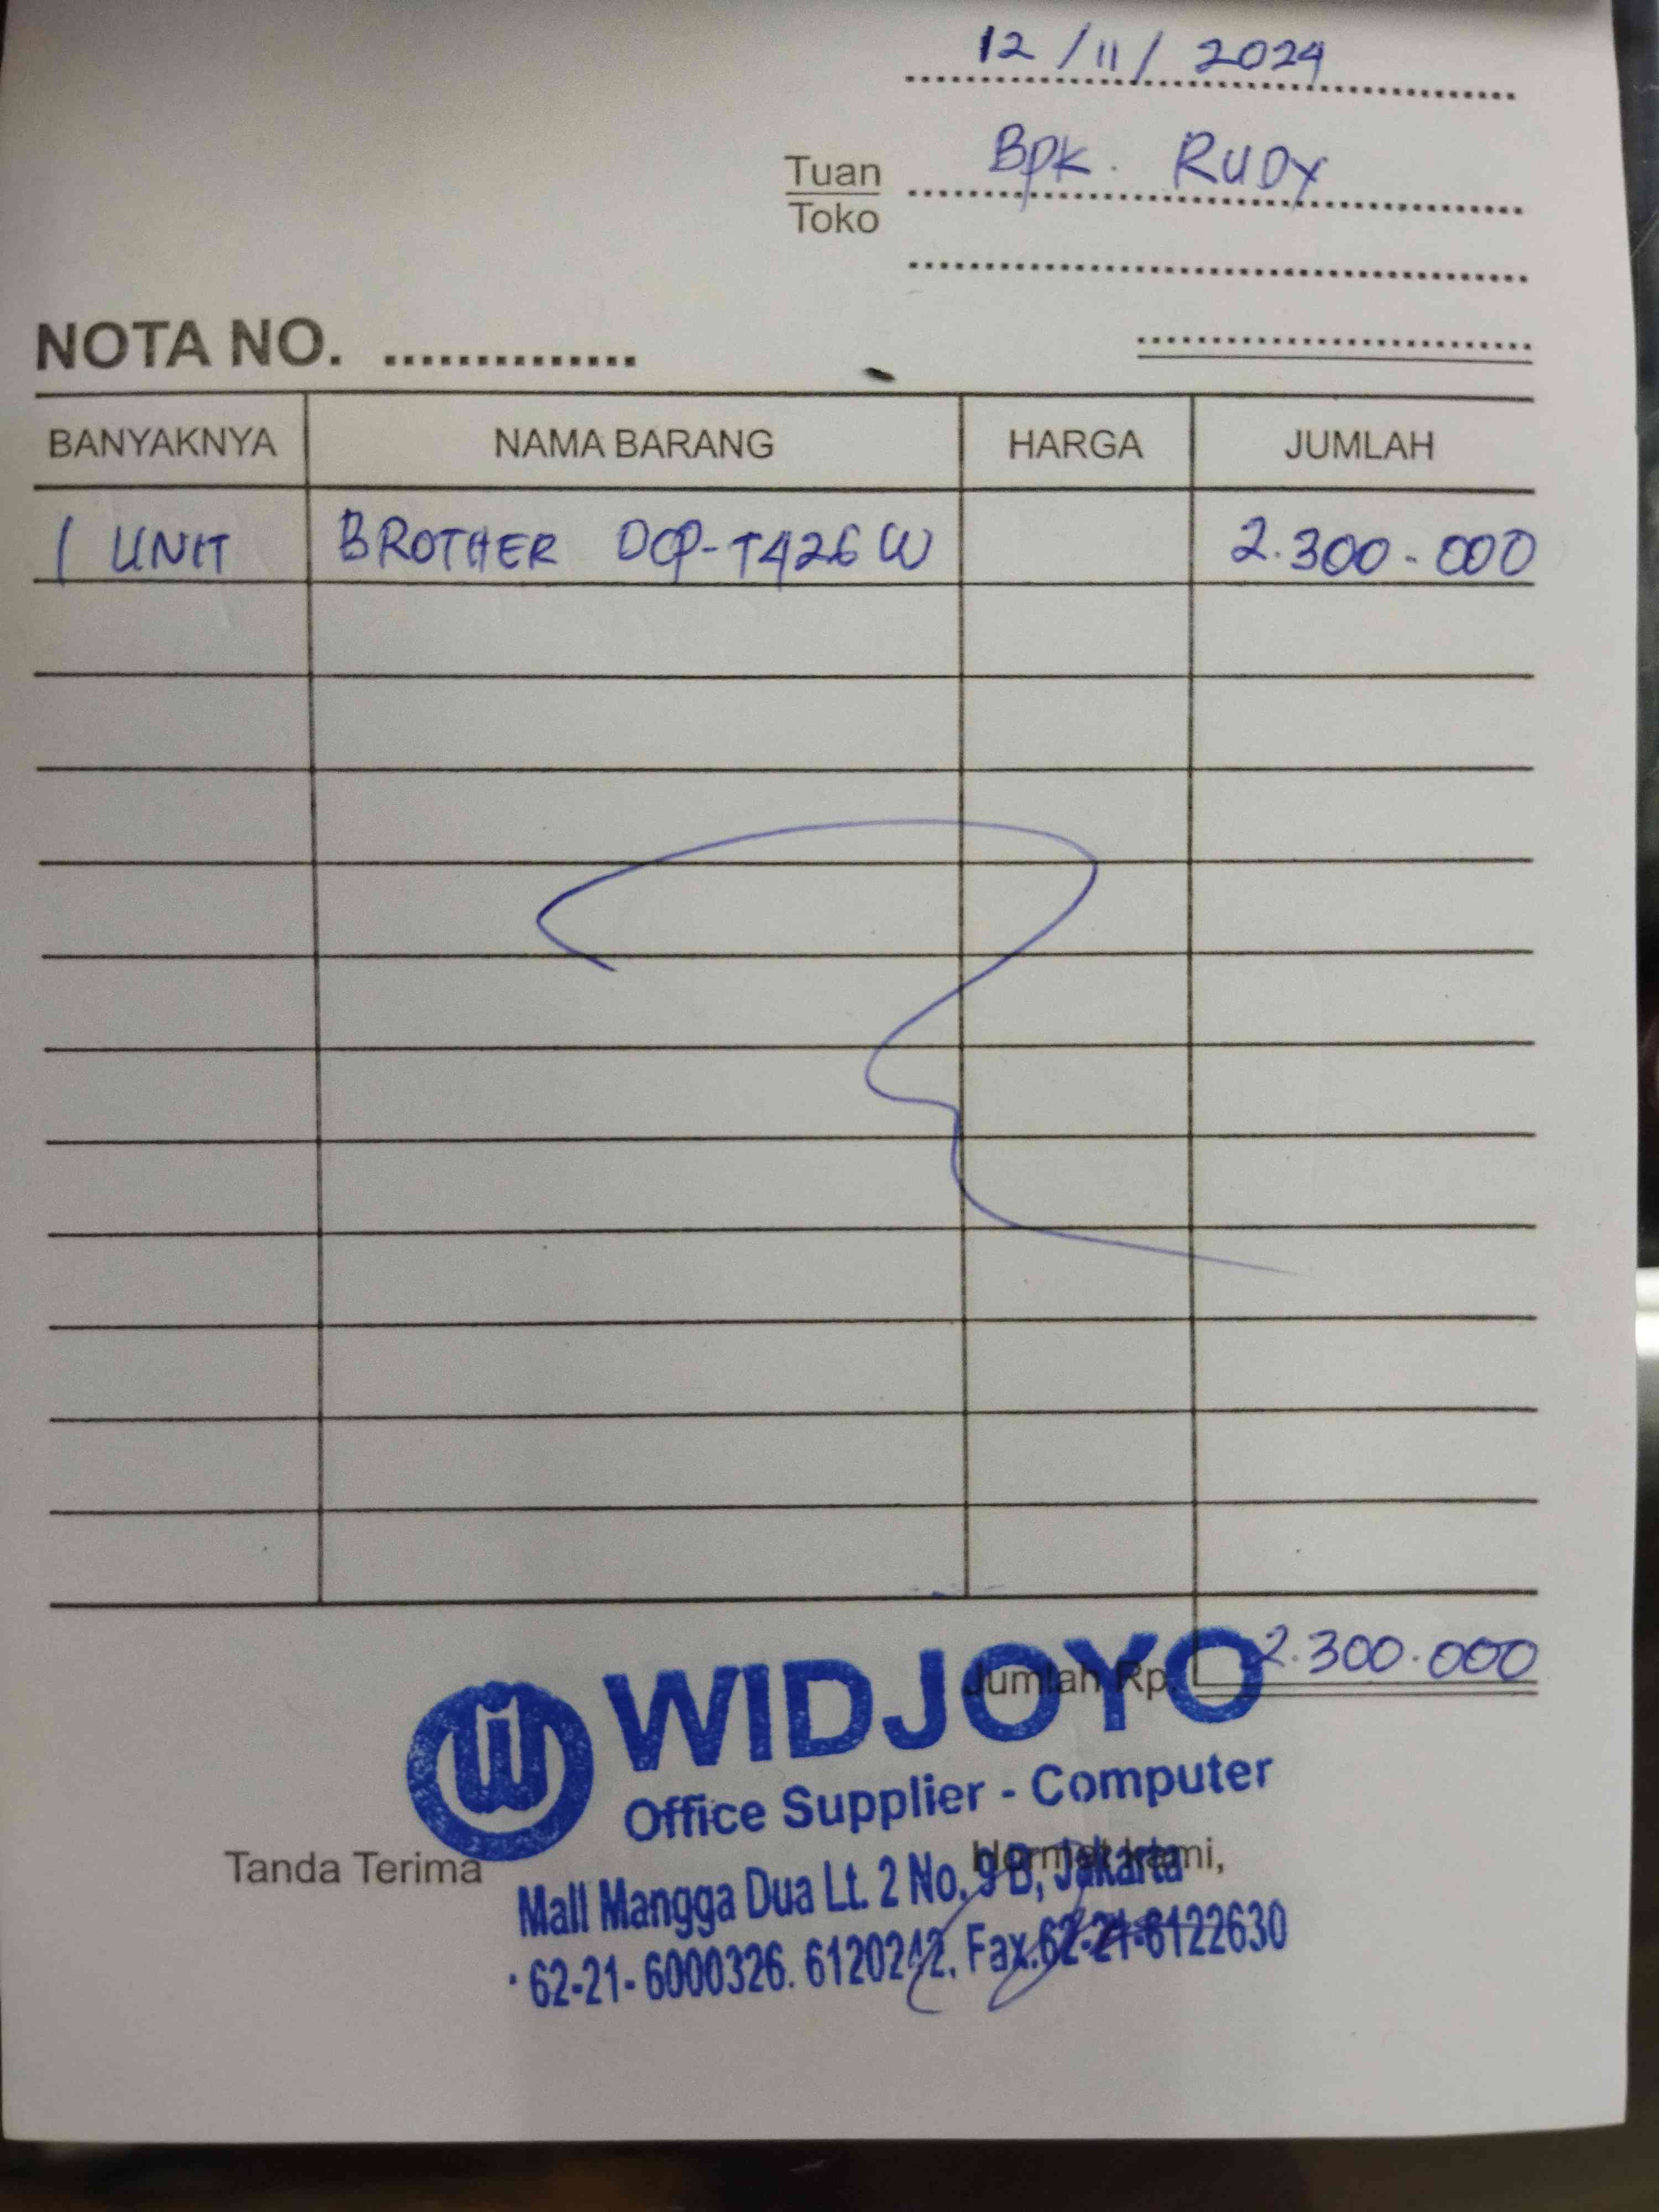 12 / 11 / 2024
Tuan Bpk. RUDY
Toko
NOTA NO. ..............
BANYAKNYA NAMA BARANG HARGA JUMLAH
1 UNIT BROTHER DCP-T426W 2.300.000
Jumlah Rp. 2.300.000
WIDJOYO
Office Supplier - Computer
Tanda Terima Hormat kami,
Mall Mangga Dua Lt. 2 No. 9 B, Jakarta
62-21- 6000326. 6120242, Fax.62-21-6122630